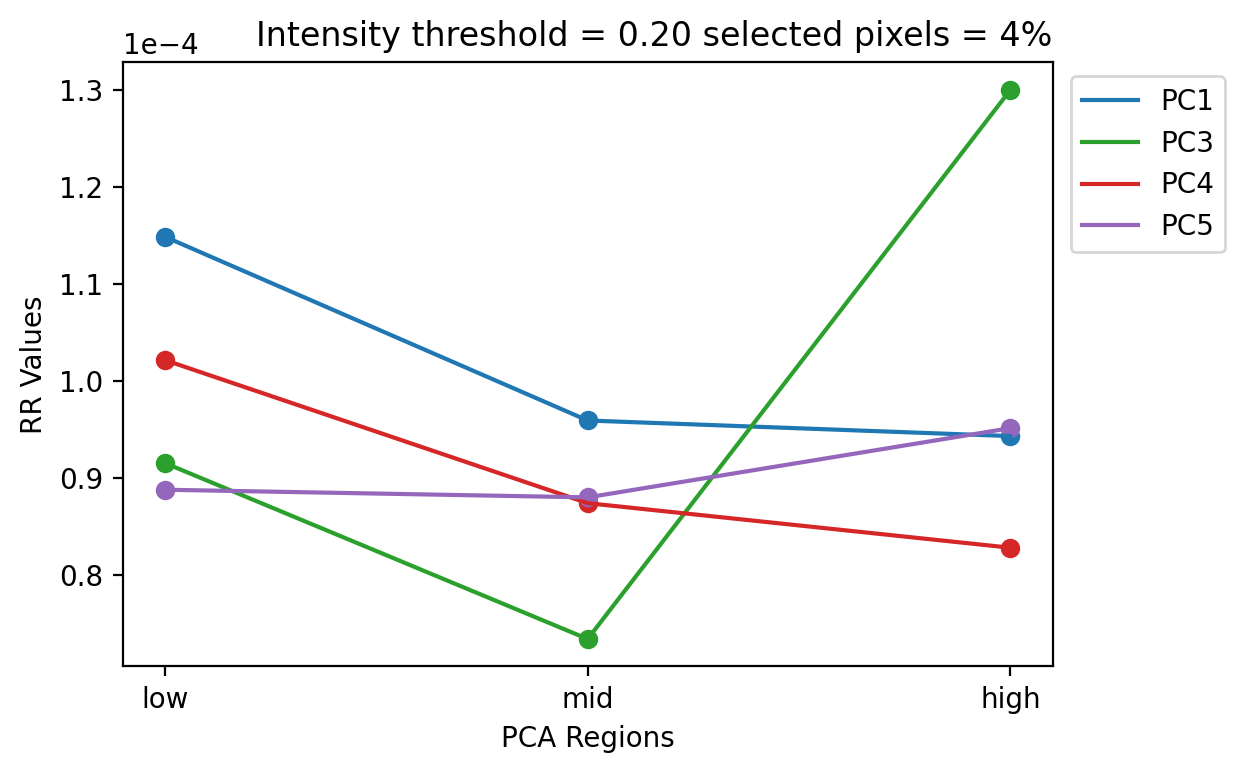 Intensity threshold = 0.20 selected pixels = 4%
1e−4
1.3
1.2
1.1
1.0
0.9
0.8
RR Values
low
mid
high
PCA Regions
PC1
PC3
PC4
PC5